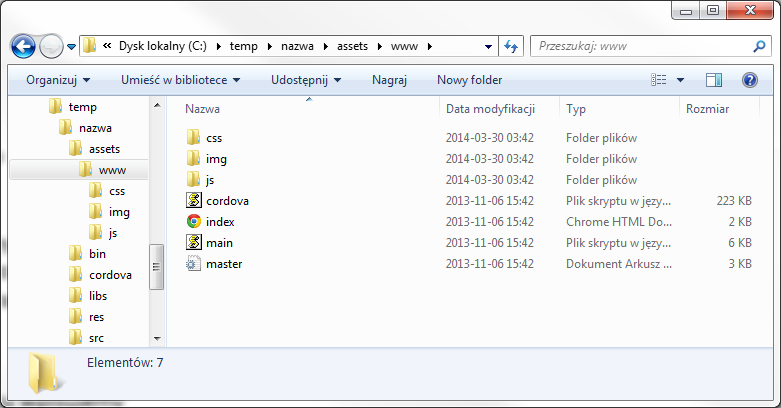 « Dysk lokalny (C:) ▸ temp ▸ nazwa ▸ assets ▸ www ▸
Przeszukaj: www
Organizuj Umieść w bibliotece Udostępnij Nagraj Nowy folder
temp
nazwa
assets
www
css
img
js
bin
cordova
libs
res
src
Nazwa Data modyfikacji Typ Rozmiar
css 2014-03-30 03:42 Folder plików
img 2014-03-30 03:42 Folder plików
js 2014-03-30 03:42 Folder plików
cordova 2013-11-06 15:42 Plik skryptu w języ... 223 KB
index 2013-11-06 15:42 Chrome HTML Do... 2 KB
main 2013-11-06 15:42 Plik skryptu w języ... 6 KB
master 2013-11-06 15:42 Dokument Arkusz ... 3 KB
Elementów: 7